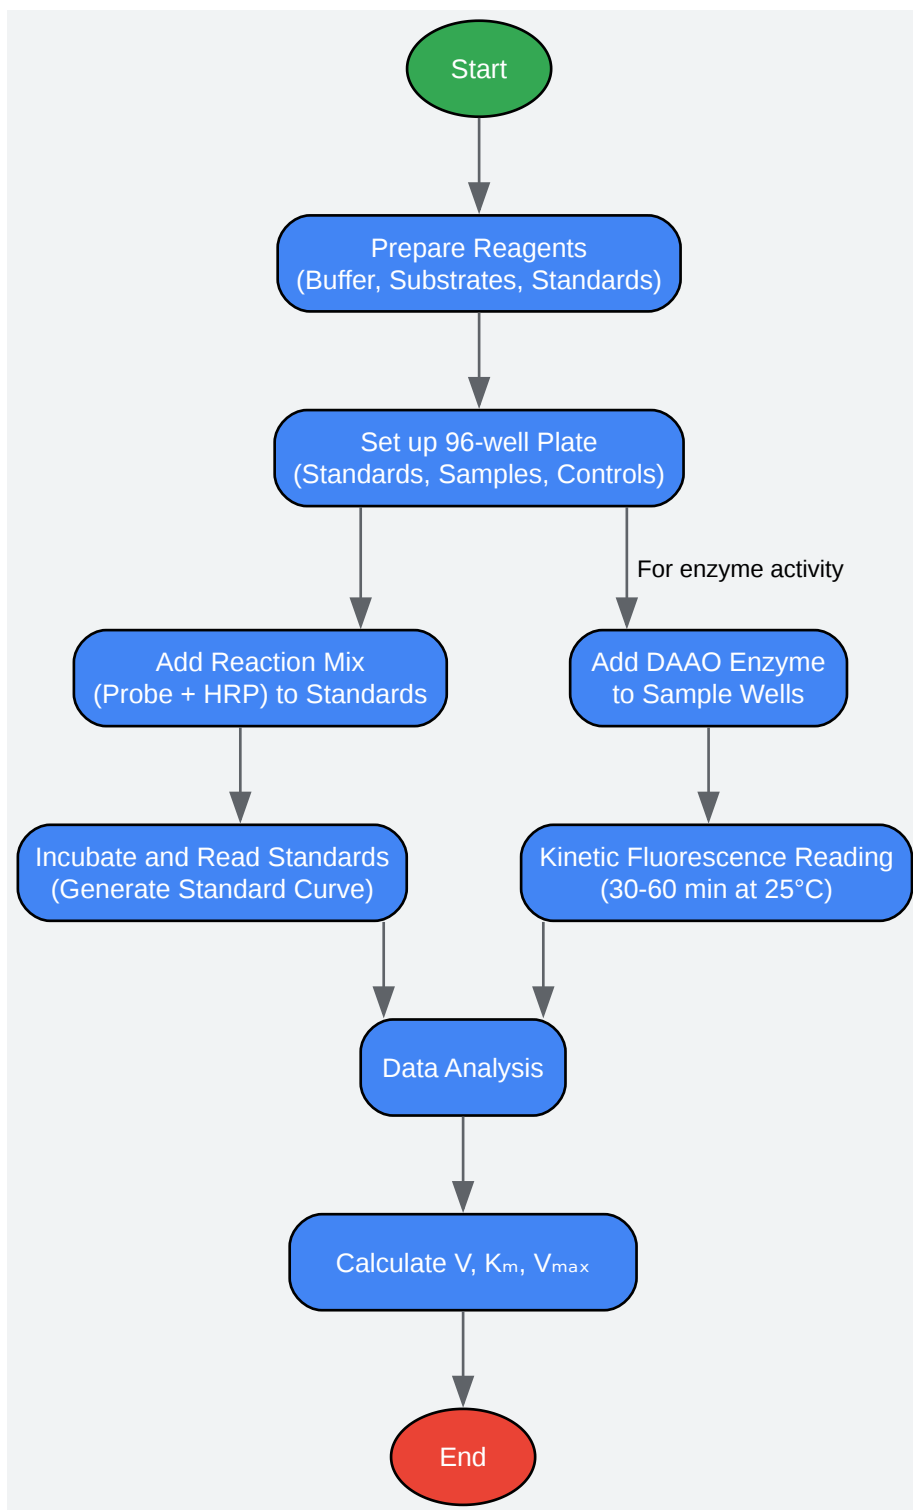 Start
Prepare Reagents
(Buffer, Substrates, Standards)
Set up 96-well Plate
(Standards, Samples, Controls)
For enzyme activity
Add Reaction Mix
(Probe + HRP) to Standards
Add DAAO Enzyme
to Sample Wells
Incubate and Read Standards
(Generate Standard Curve)
Kinetic Fluorescence Reading
(30-60 min at 25°C)
Data Analysis
Calculate V, Kₘ, Vₘₐₓ
End